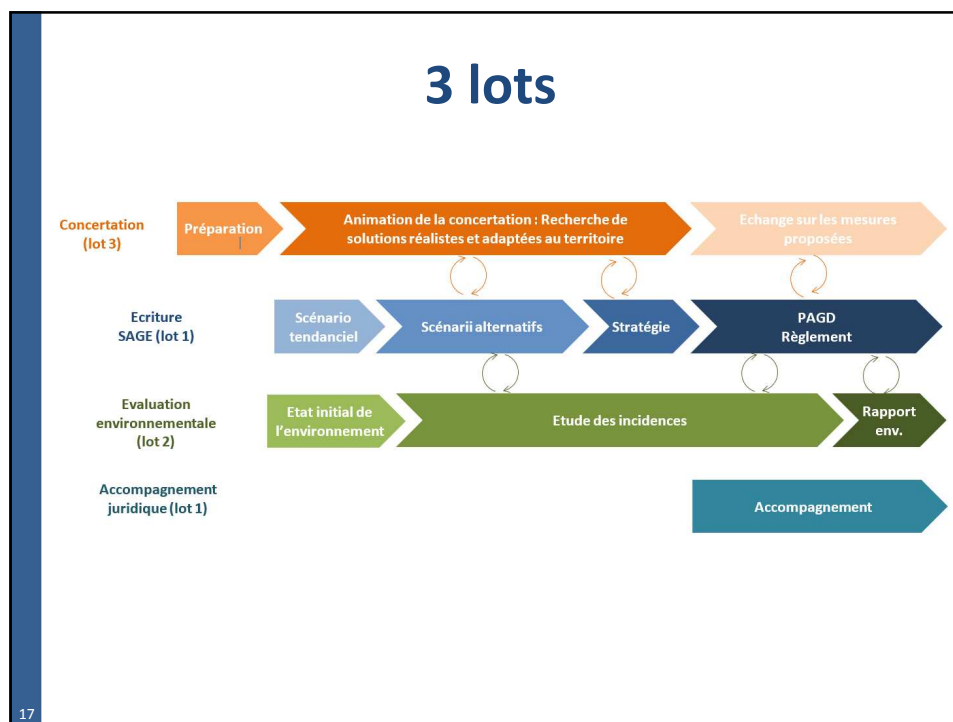 3 lots
Concertation
(lot 3)
Préparation
Animation de la concertation : Recherche de
solutions réalistes et adaptées au territoire
Echange sur les mesures
proposées
Ecriture
SAGE (lot 1)
Scénario
tendanciel
Scénarii alternatifs
Stratégie
PAGD
Règlement
Evaluation
environnementale
(lot 2)
Etat initial de
l'environnement
Etude des incidences
Rapport
env.
Accompagnement
juridique (lot 1)
Accompagnement
17